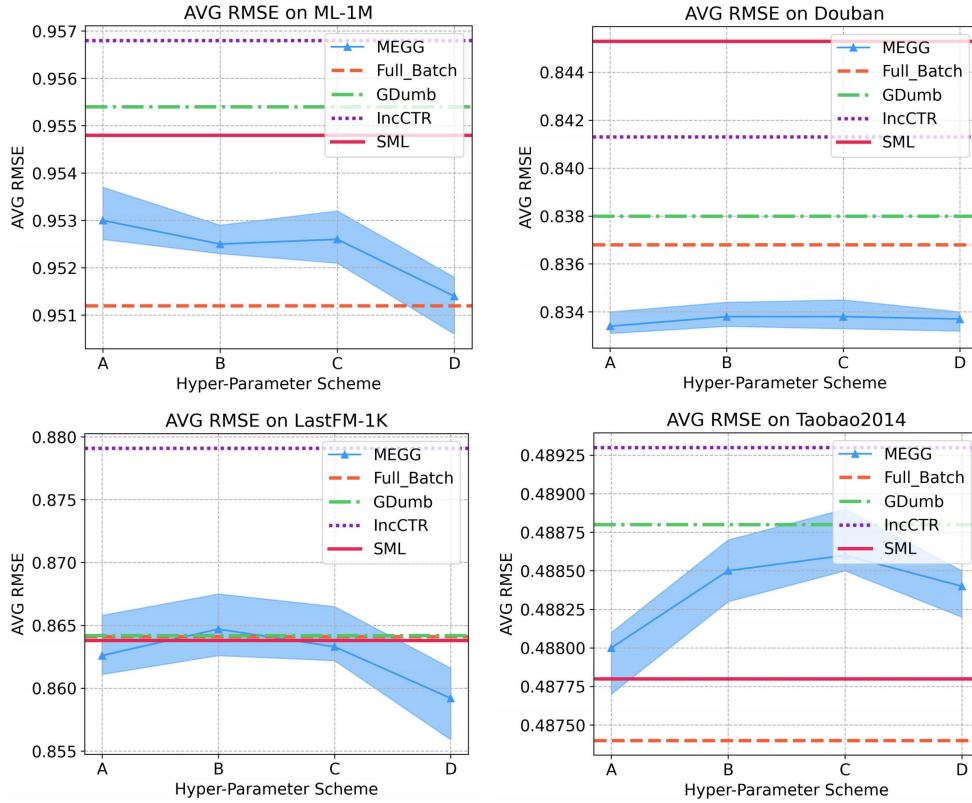 AVG RMSE on ML-1M
0.957
0.956
0.955
0.954
0.953
0.952
0.951
AVG RMSE
A B C D
Hyper-Parameter Scheme
MEGG
Full_Batch
GDumb
IncCTR
SML
AVG RMSE on Douban
0.844
0.842
0.840
0.838
0.836
0.834
AVG RMSE
A B C D
Hyper-Parameter Scheme
MEGG
Full_Batch
GDumb
IncCTR
SML
AVG RMSE on LastFM-1K
0.880
0.875
0.870
0.865
0.860
0.855
AVG RMSE
A B C D
Hyper-Parameter Scheme
MEGG
Full_Batch
GDumb
IncCTR
SML
AVG RMSE on Taobao2014
0.48925
0.48900
0.48875
0.48850
0.48825
0.48800
0.48775
0.48750
AVG RMSE
A B C D
Hyper-Parameter Scheme
MEGG
Full_Batch
GDumb
IncCTR
SML